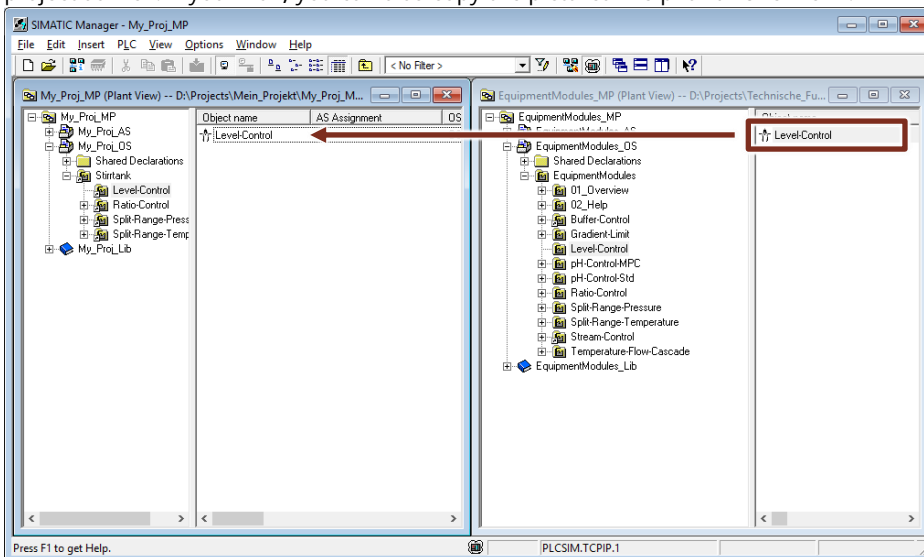 SIMATIC Manager - My_Proj_MP
File Edit Insert PLC View Options Window Help
< No Filter >
My_Proj_MP (Plant View) -- D:\Projects\Mein_Projekt\My_Proj_M...
My_Proj_MP
My_Proj_AS
My_Proj_OS
Shared Declarations
Stirrtank
Level-Control
Ratio-Control
Split-Range-Press
Split-Range-Temp
My_Proj_Lib
Object name AS Assignment OS
Level-Control
EquipmentModules_MP (Plant View) -- D:\Projects\Technische_Fu...
EquipmentModules_MP
EquipmentModules_AS
EquipmentModules_OS
Shared Declarations
EquipmentModules
01_Overview
02_Help
Buffer-Control
Gradient-Limit
Level-Control
pH-Control-MPC
pH-Control-Std
Ratio-Control
Split-Range-Pressure
Split-Range-Temperature
Stream-Control
Temperature-Flow-Cascade
EquipmentModules_Lib
Level-Control
Press F1 to get Help.
PLCSIM.TCPIP.1